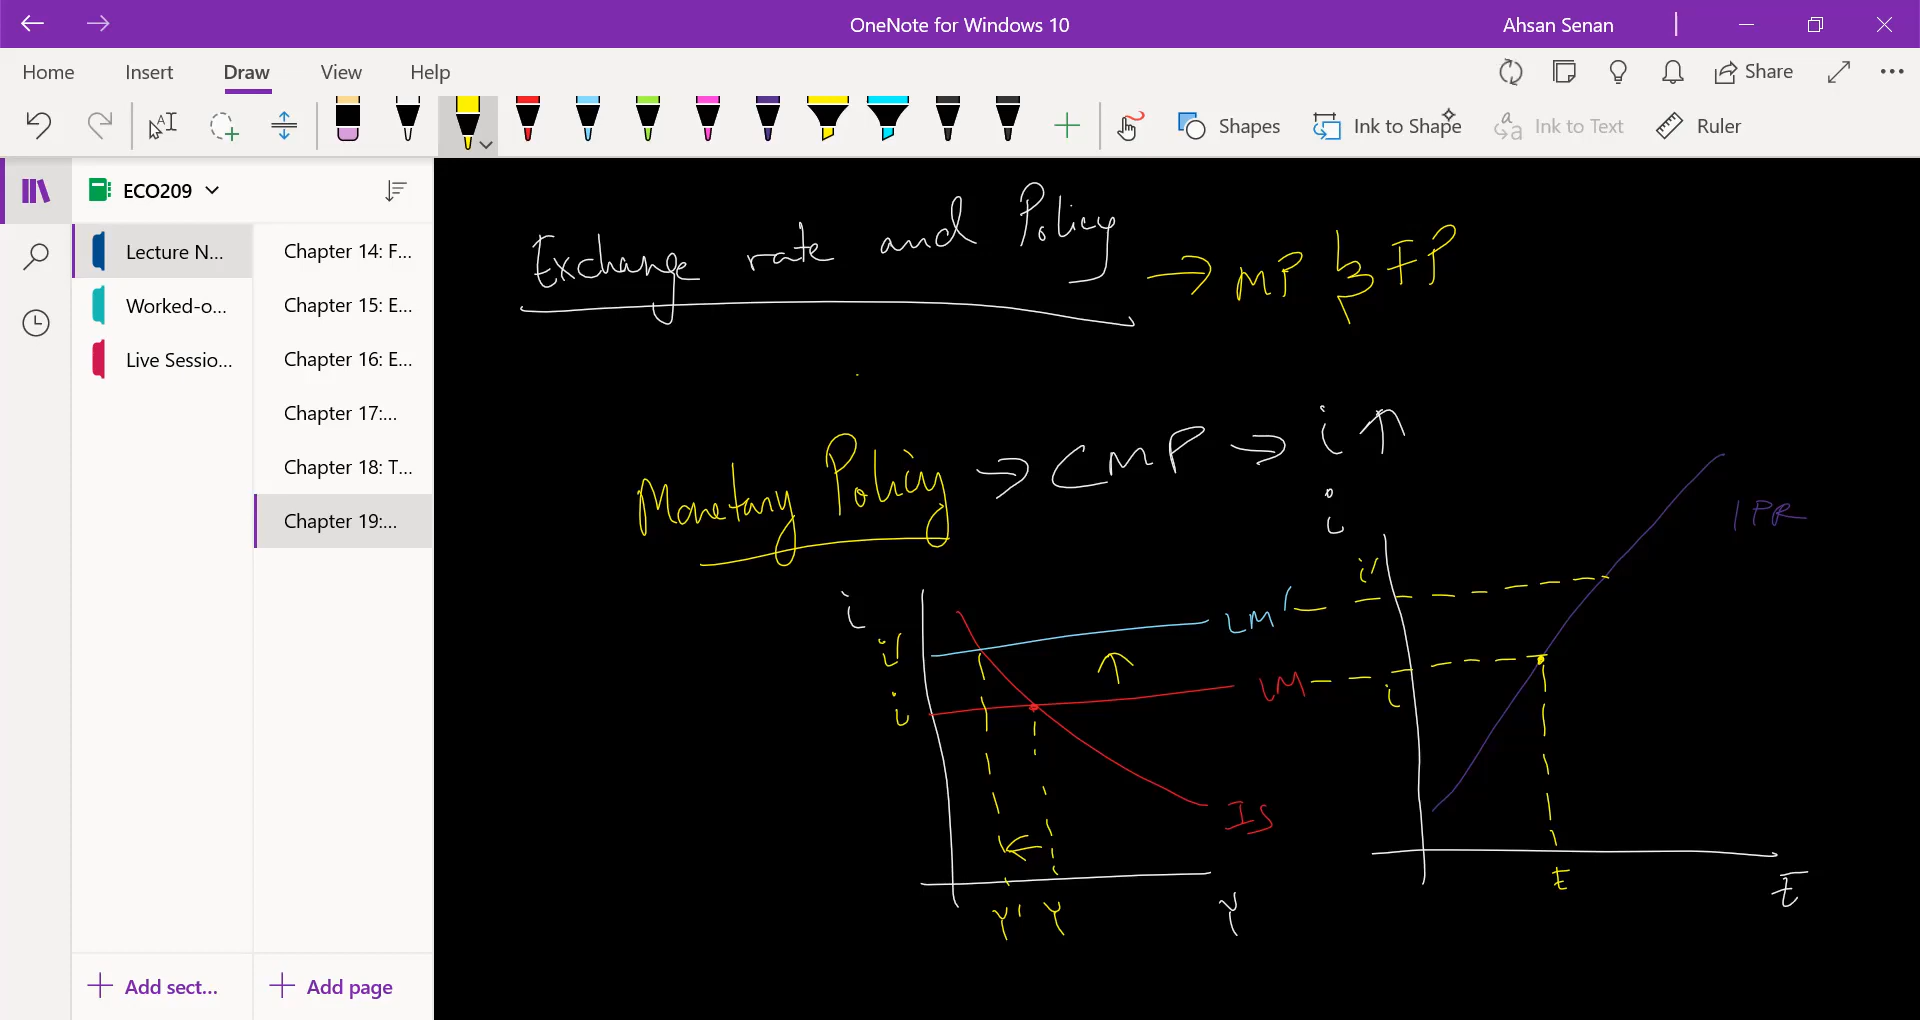 OneNote for Windows 10
Ahsan Senan
Home Insert Draw View Help
Share
Shapes Ink to Shape Ink to Text Ruler
ECO209
Lecture N...
Worked-o...
Live Sessio...
Chapter 14: F...
Chapter 15: E...
Chapter 16: E...
Chapter 17:...
Chapter 18: T...
Chapter 19:...
Add sect...
Add page
Exchange rate and Policy → MP & FP
Monetary Policy → CMP → i ↑
i
i'
i
LM'
LM
IS
Y' Y
Y
i
i'
i
IPR
E
E